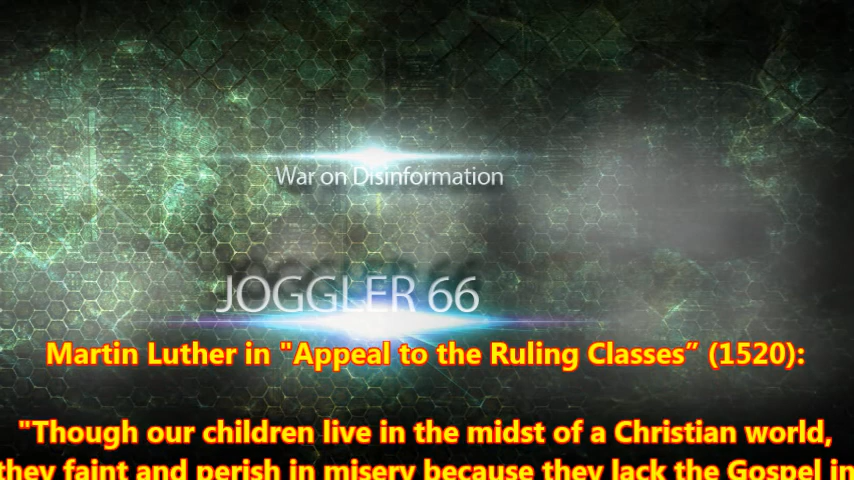 War on Disinformation
JOGGLER 66
Martin Luther in "Appeal to the Ruling Classes” (1520):
"Though our children live in the midst of a Christian world,
they faint and perish in misery because they lack the Gospel in